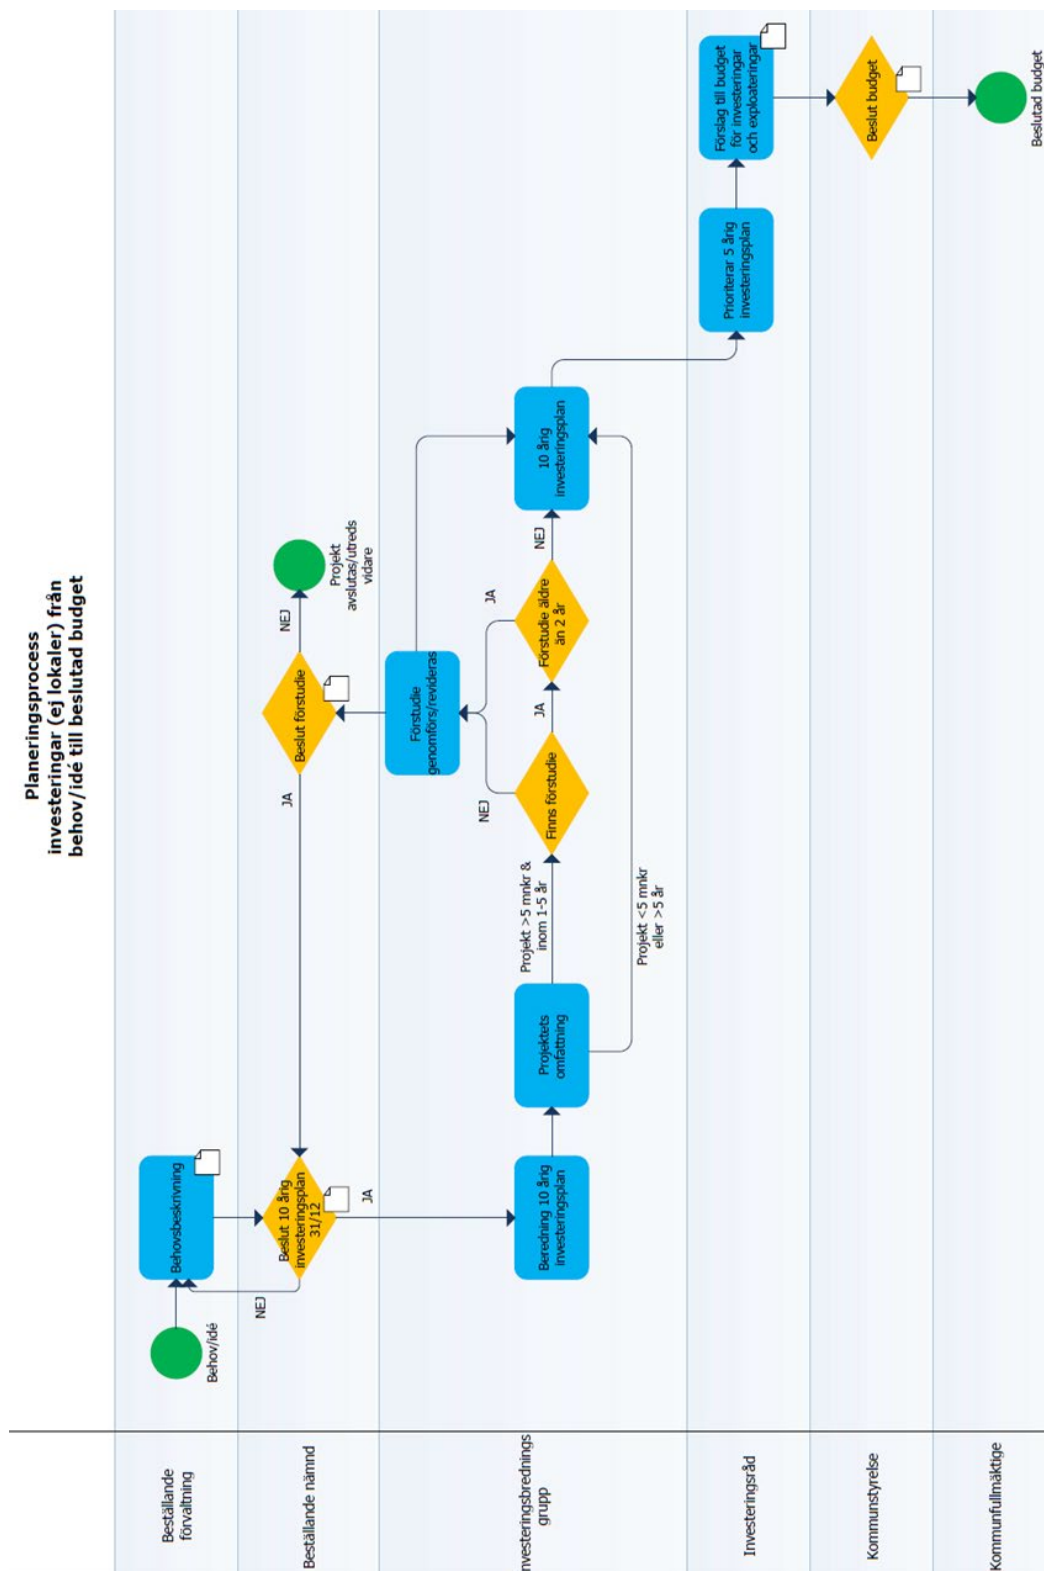 Planeringsprocess
investeringar (ej lokaler) från
behov/idé till beslutad budget
Beställande
förvaltning
Behov/idé
Behovsbeskrivning
Beställande nämnd
NEJ
Beslut 10 årig
investeringsplan
31/12
JA
JA
Beslut förstudie
NEJ
Projekt
avslutas/utreds
vidare
nvesteringsbrednings
grupp
Beredning 10 årig
investeringsplan
Projektets
omfattning
Projekt >5 mnkr &
inom 1-5 år
Projekt <5 mnkr
eller >5 år
Finns förstudie
NEJ
JA
Förstudie
genomförs/revideras
Förstudie äldre
än 2 år
JA
NEJ
10 årig
investeringsplan
Investeringsråd
Prioriterar 5 årig
investeringsplan
Förslag till budget
för investeringar
och exploateringar
Kommunstyrelse
Beslut budget
Kommunfullmäktige
Beslutad budget